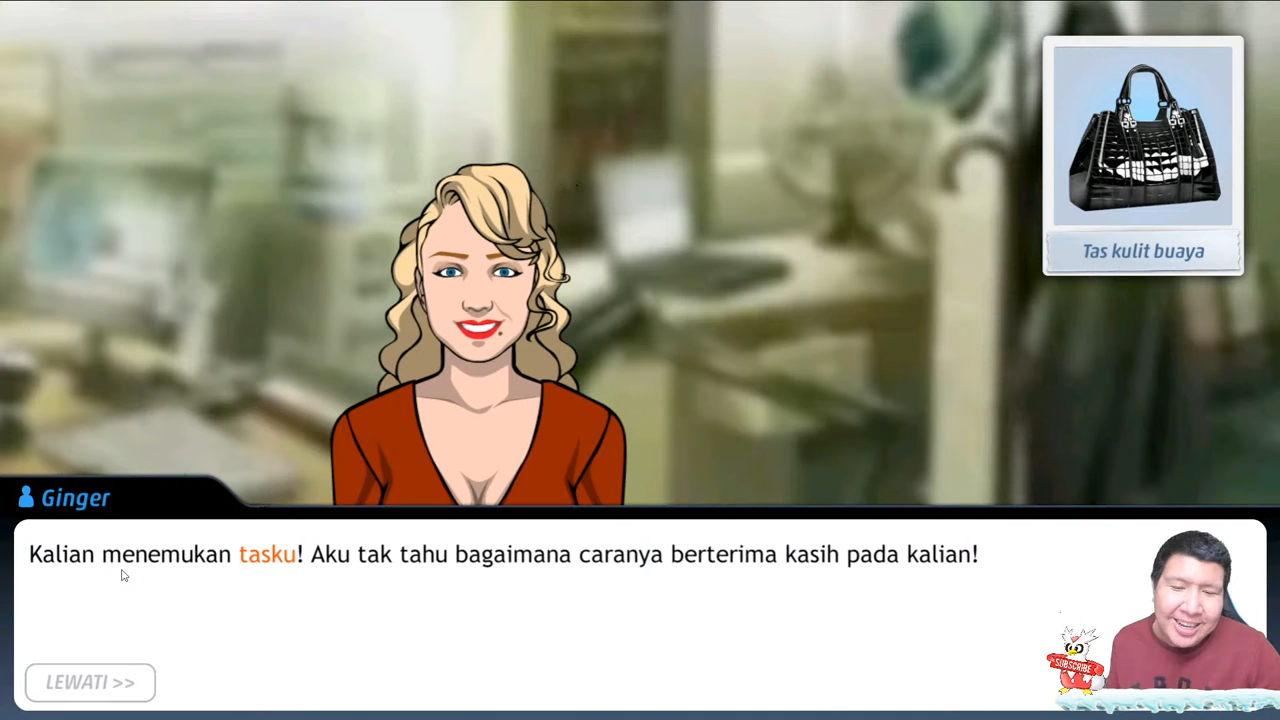 Tas kulit buaya
Ginger
Kalian menemukan tasku! Aku tak tahu bagaimana caranya berterima kasih pada kalian!
SUBSCRIBE
LEWATI >>